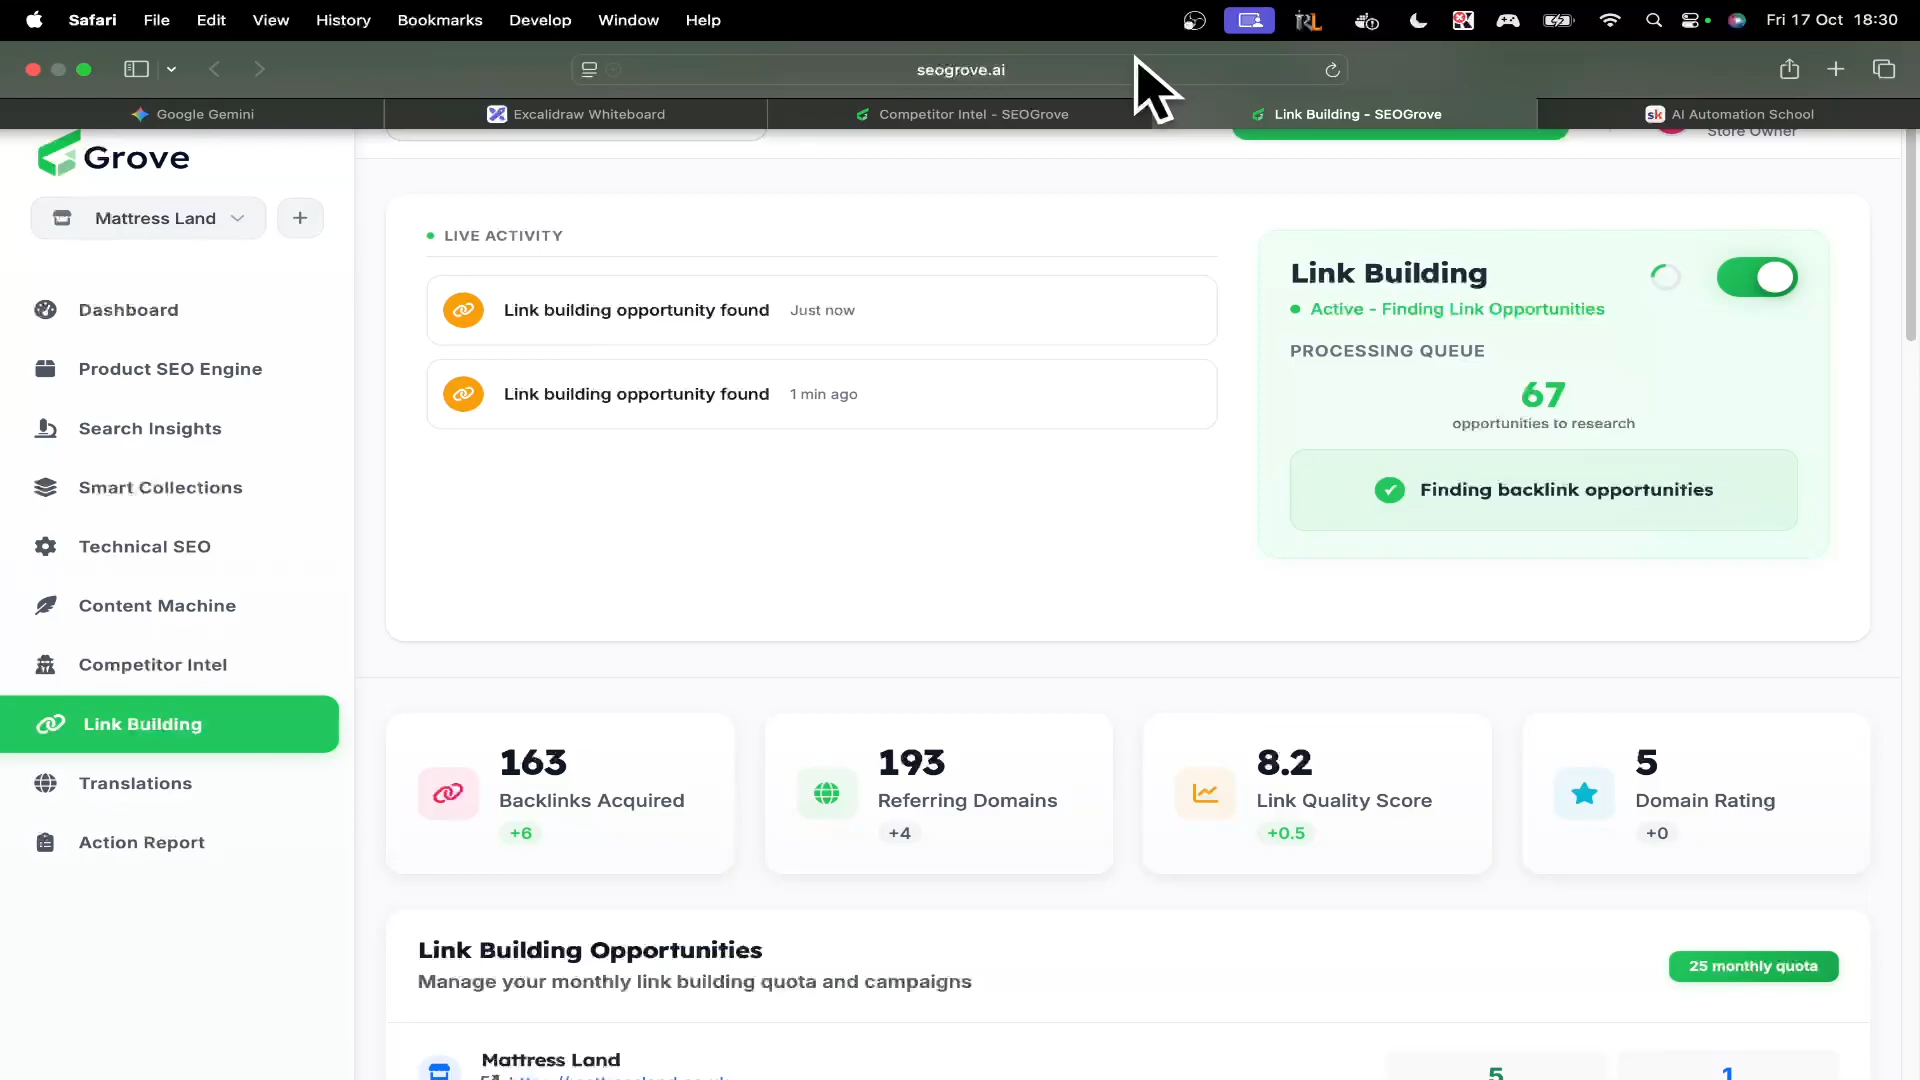 Safari File Edit View History Bookmarks Develop Window Help Fri 17 Oct 18:30
seogrove.ai
Google Gemini Excalidraw Whiteboard Competitor Intel - SEOGrove Link Building - SEOGrove AI Automation School
Grove
Store Owner
Mattress Land
Dashboard
Product SEO Engine
Search Insights
Smart Collections
Technical SEO
Content Machine
Competitor Intel
Link Building
Translations
Action Report
LIVE ACTIVITY
Link building opportunity found Just now
Link building opportunity found 1 min ago
Link Building
Active - Finding Link Opportunities
PROCESSING QUEUE
67
opportunities to research
Finding backlink opportunities
163
Backlinks Acquired
+6
193
Referring Domains
+4
8.2
Link Quality Score
+0.5
5
Domain Rating
+0
Link Building Opportunities
Manage your monthly link building quota and campaigns
25 monthly quota
Mattress Land
5
1